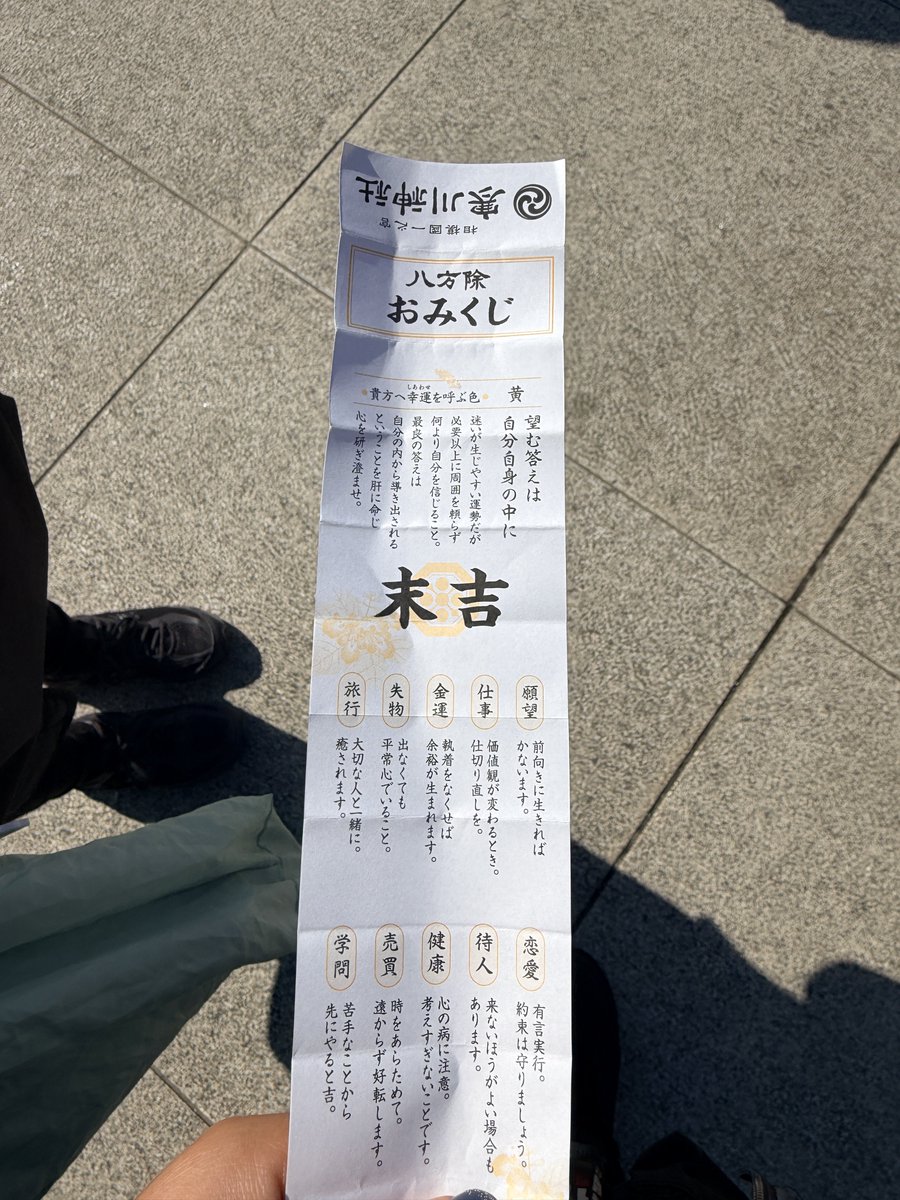 寒川神社
相模國一之宮
八方除
おみくじ
しあわせ
貴方へ幸運を呼ぶ色 黄
望む答えは
自分自身の中に
迷いが生じやすい運勢だが
必要以上に周囲を頼らず
何より自分を信じること。
最良の答えは
自分の内から導き出される
ということを肝に命じ
心を研ぎ澄ませ。
末吉
願望
前向きに生きれば
かないます。
仕事
価値観が変わるとき。
仕切り直しを。
金運
執着をなくせば
余裕が生まれます。
失物
出なくても
平常心でいること。
旅行
大切な人と一緒に。
癒されます。
恋愛
有言実行。
約束は守りましょう。
待人
来ないほうがよい場合も
あります。
健康
心の病に注意。
考えすぎないことです。
売買
時をあらためて。
遠からず好転します。
学問
苦手なことから
先にやると吉。